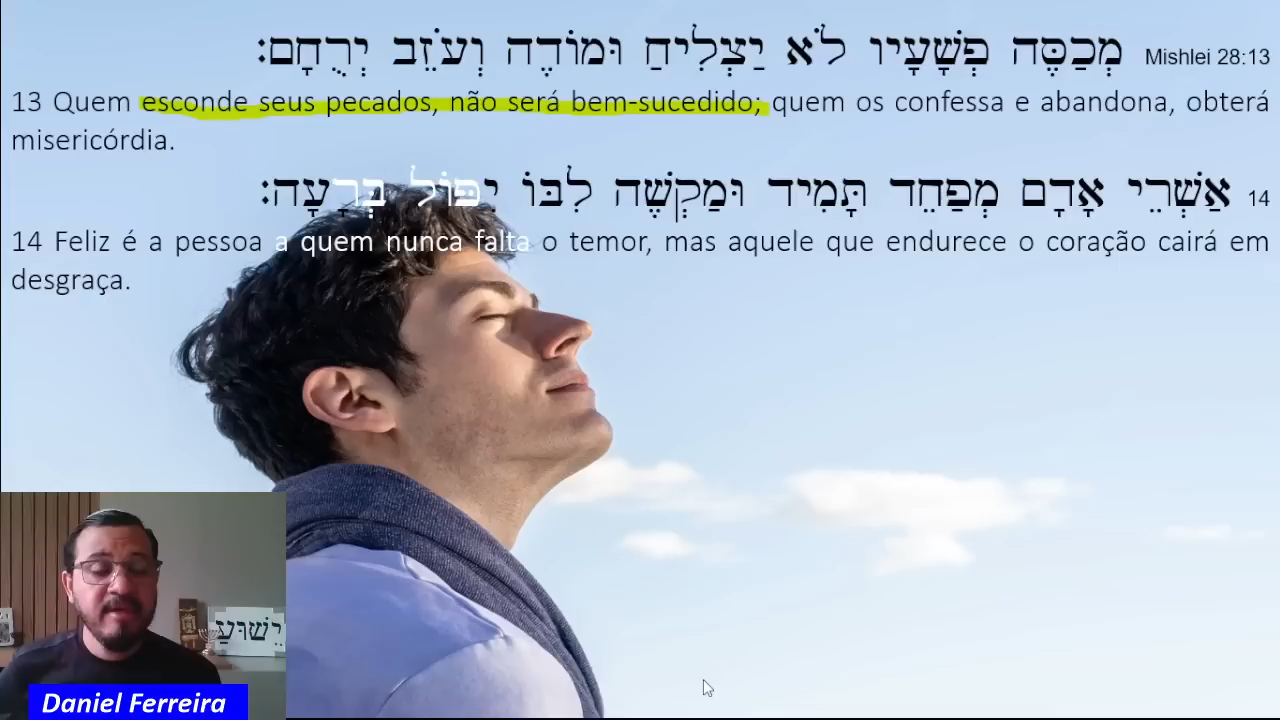 מְכַסֶּה פְשָׁעָיו לֹא יַצְלִיחַ וּמוֹדֶה וְעֹזֵב יְרֻחָם׃ Mishlei 28:13
13 Quem esconde seus pecados, não será bem-sucedido; quem os confessa e abandona, obterá
misericórdia.
אַשְׁרֵי אָדָם מְפַחֵד תָּמִיד וּמַקְשֶׁה לִבּוֹ יִפּוֹל בְּרָעָה׃ 14
14 Feliz é a pessoa a quem nunca falta o temor, mas aquele que endurece o coração cairá em
desgraça.
יֵשׁוּעַ
Daniel Ferreira